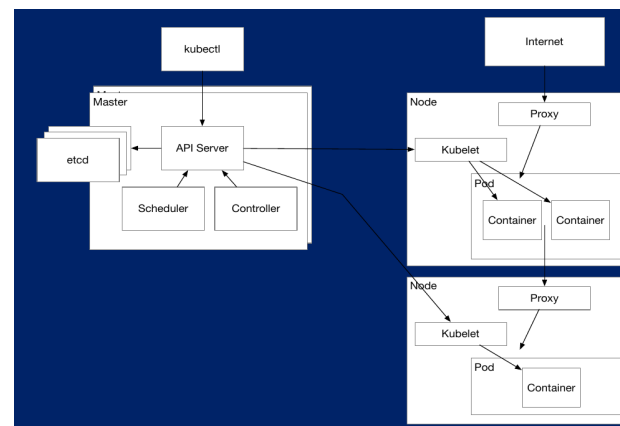 kubectl
Internet
Master
Master
Node
Proxy
etcd
API Server
Kubelet
Pod
Scheduler
Controller
Container
Container
Node
Proxy
Kubelet
Pod
Container